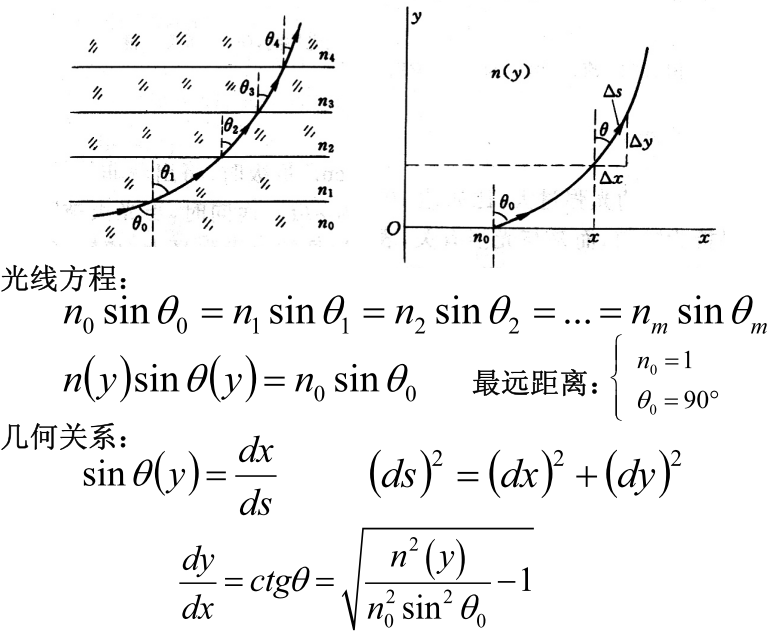 θ₄ n₄
θ₃ n₃
θ₂ n₂
θ₁ n₁
θ₀ n₀
y
n(y)
Δs
θ Δy
Δx
θ₀
O n₀ x x
光线方程：
n₀ sin θ₀ = n₁ sin θ₁ = n₂ sin θ₂ = ... = nₘ sin θₘ
n(y) sin θ(y) = n₀ sin θ₀ 最远距离： { n₀ = 1
θ₀ = 90°
几何关系：
sin θ(y) = dx/ds (ds)² = (dx)² + (dy)²
dy/dx = ctgθ = √(n²(y)/(n₀² sin² θ₀) − 1)